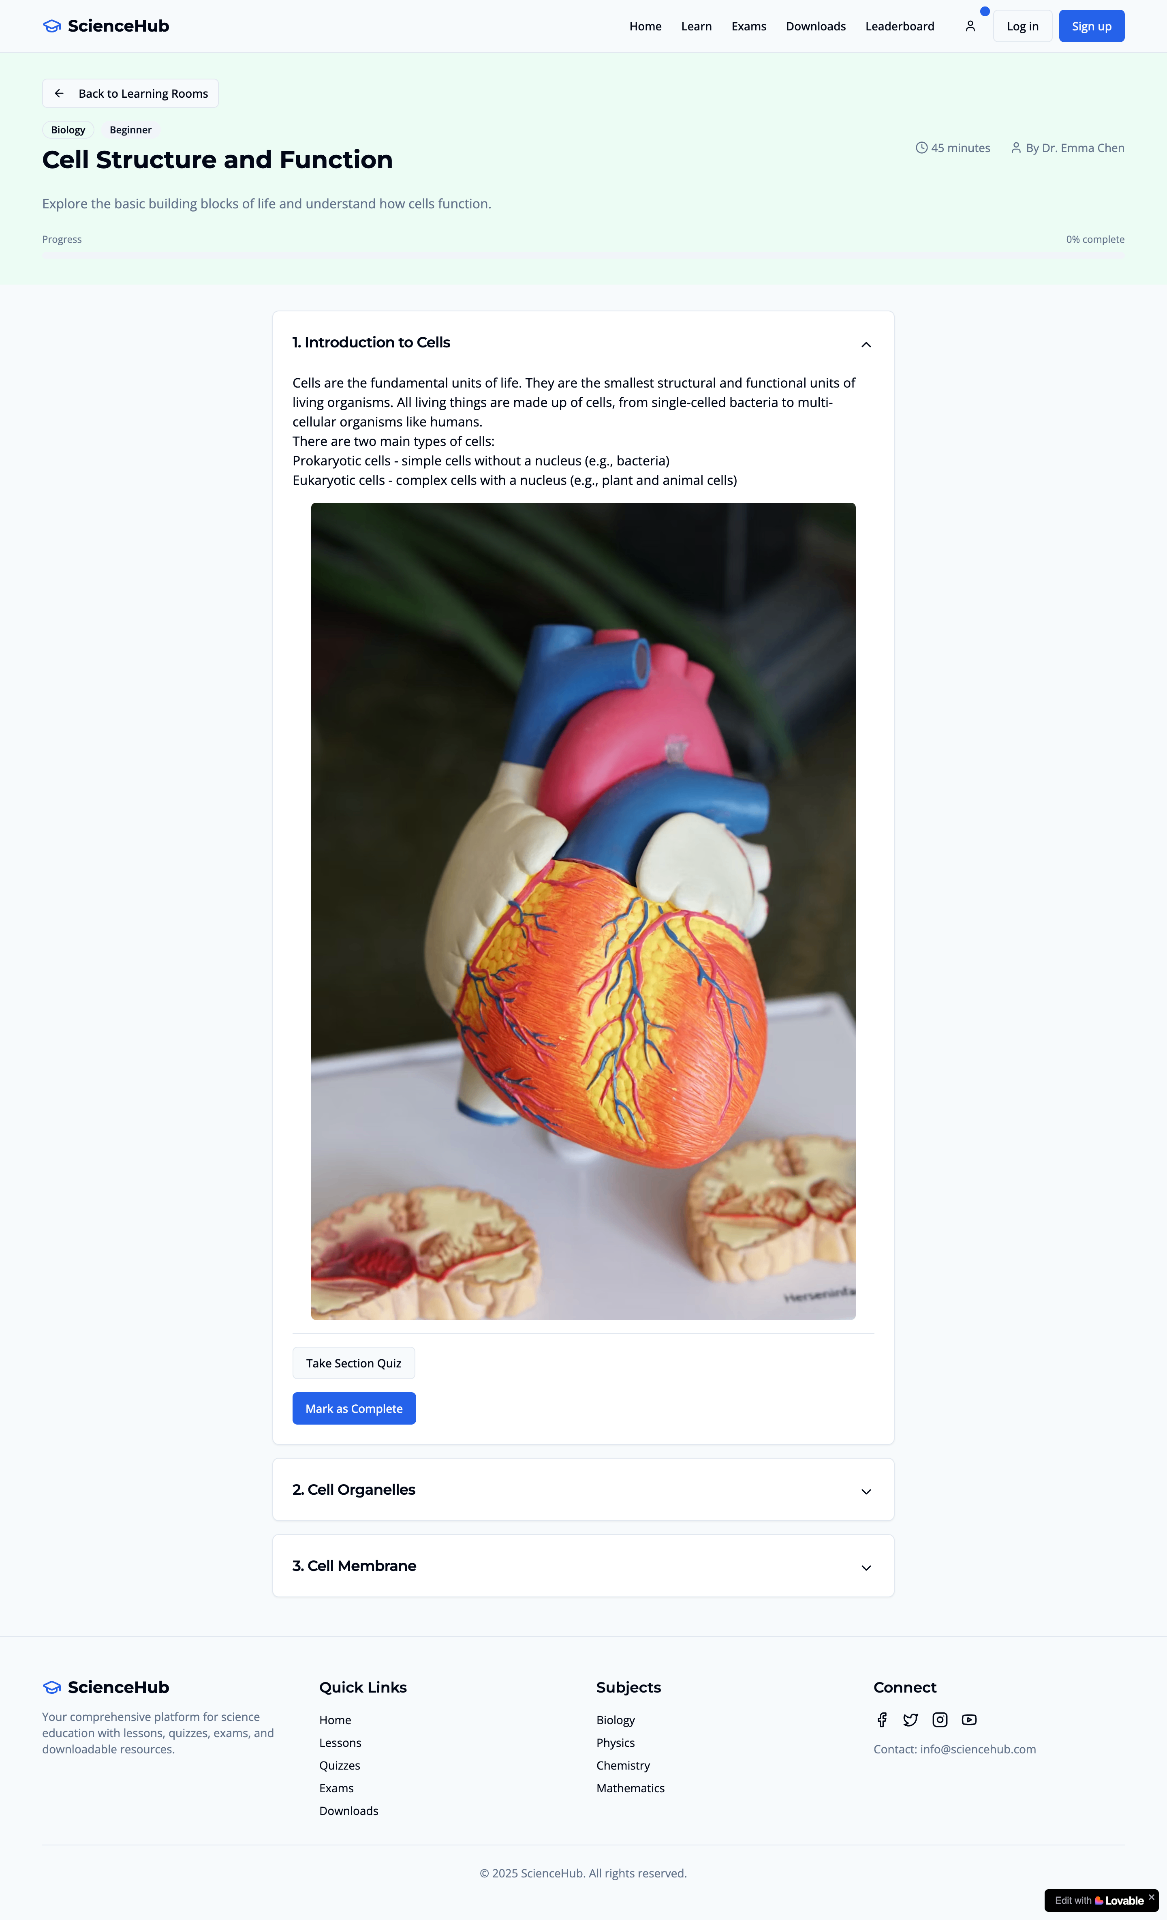 ScienceHub
Home Learn Exams Downloads Leaderboard Log in Sign up
Back to Learning Rooms
Biology Beginner
Cell Structure and Function
45 minutes By Dr. Emma Chen
Explore the basic building blocks of life and understand how cells function.
Progress 0% complete
1. Introduction to Cells
Cells are the fundamental units of life. They are the smallest structural and functional units of
living organisms. All living things are made up of cells, from single-celled bacteria to multi-
cellular organisms like humans.
There are two main types of cells:
Prokaryotic cells - simple cells without a nucleus (e.g., bacteria)
Eukaryotic cells - complex cells with a nucleus (e.g., plant and animal cells)
Take Section Quiz
Mark as Complete
2. Cell Organelles
3. Cell Membrane
ScienceHub
Your comprehensive platform for science
education with lessons, quizzes, exams, and
downloadable resources.
Quick Links
Home
Lessons
Quizzes
Exams
Downloads
Subjects
Biology
Physics
Chemistry
Mathematics
Connect
Contact: info@sciencehub.com
© 2025 ScienceHub. All rights reserved.
Edit with Lovable ×